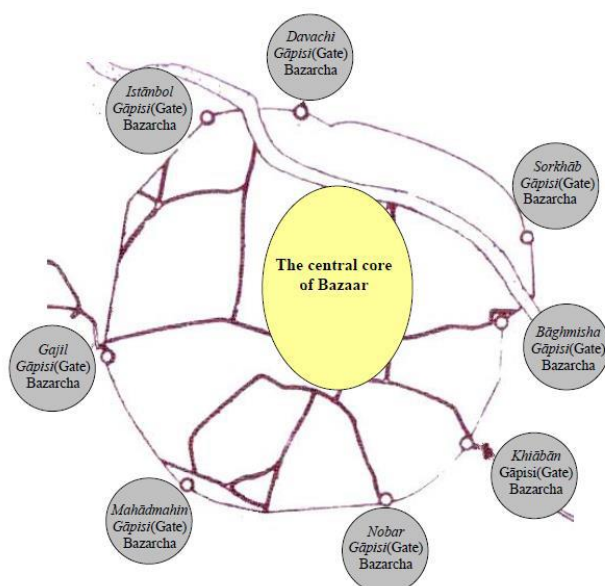 Davachi
Gāpisi(Gate)
Bazarcha
Istānbol
Gāpisi(Gate)
Bazarcha
Sorkhāb
Gāpisi(Gate)
Bazarcha
The central core
of Bazaar
Bāghmisha
Gāpisi(Gate)
Bazarcha
Gajil
Gāpisi(Gate)
Bazarcha
Khiābān
Gāpisi(Gate)
Bazarcha
Mahādmahin
Gāpisi(Gate)
Bazarcha
Nobar
Gāpisi(Gate)
Bazarcha